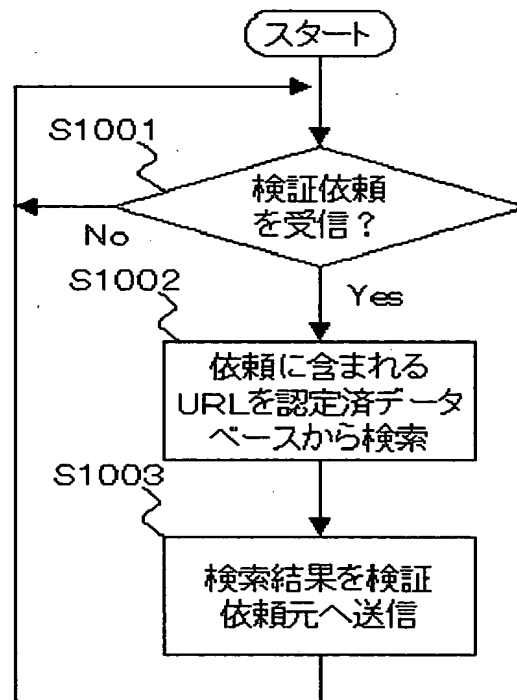 スタート
S1001
検証依頼
を受信？
No
Yes
S1002
依頼に含まれる
URLを認定済データ
ベースから検索
S1003
検索結果を検証
依頼元へ送信